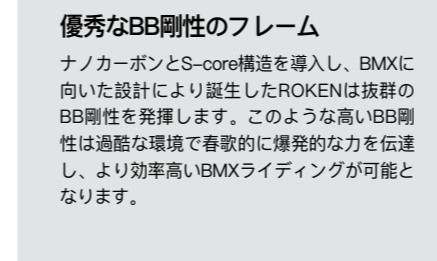 優秀なBB剛性のフレーム
ナノカーボンとS-core構造を導入し、BMXに
向いた設計により誕生したROKENは抜群の
BB剛性を発揮します。このような高いBB剛
性は過酷な環境で春歌的に爆発的な力を伝達
し、より効率高いBMXライディングが可能と
なります。